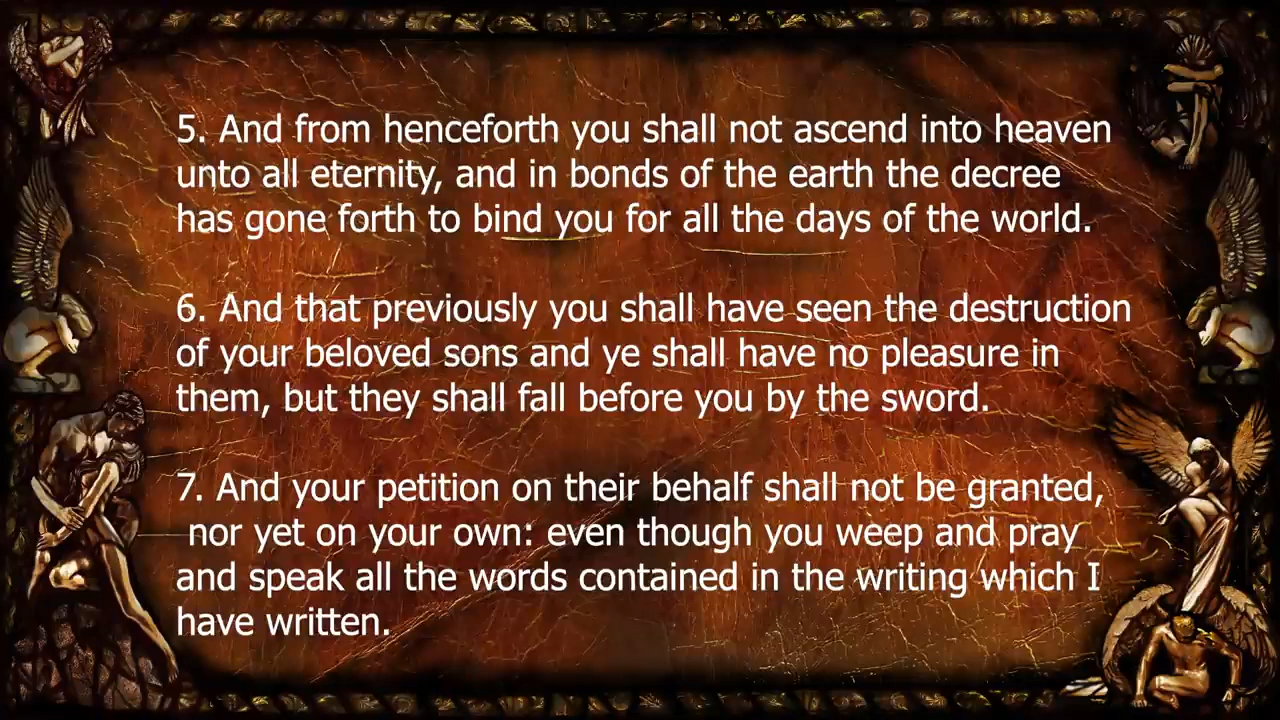 5. And from henceforth you shall not ascend into heaven
unto all eternity, and in bonds of the earth the decree
has gone forth to bind you for all the days of the world.
6. And that previously you shall have seen the destruction
of your beloved sons and ye shall have no pleasure in
them, but they shall fall before you by the sword.
7. And your petition on their behalf shall not be granted,
nor yet on your own: even though you weep and pray
and speak all the words contained in the writing which I
have written.